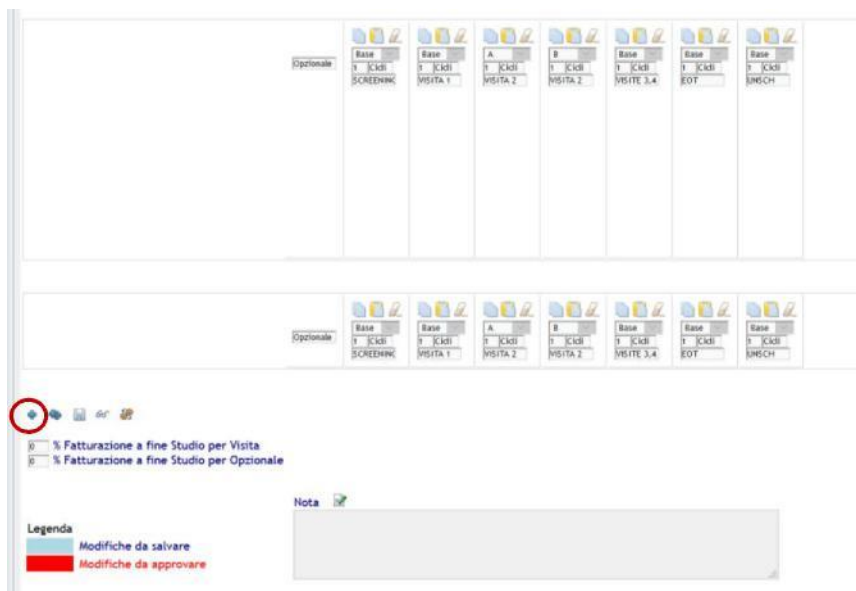 Opzionale
Base Base A B Base Base Base
1 Cicli 1 Cicli 1 Cicli 1 Cicli 1 Cicli 1 Cicli 1 Cicli
SCREENING VISITA 1 VISITA 2 VISITA 2 VISITE 3,4 EOT UNSCH
Opzionale
Base Base A B Base Base Base
1 Cicli 1 Cicli 1 Cicli 1 Cicli 1 Cicli 1 Cicli 1 Cicli
SCREENING VISITA 1 VISITA 2 VISITA 2 VISITE 3,4 EOT UNSCH
0 % Fatturazione a fine Studio per Visita
0 % Fatturazione a fine Studio per Opzionale
Nota
Legenda
Modifiche da salvare
Modifiche da approvare